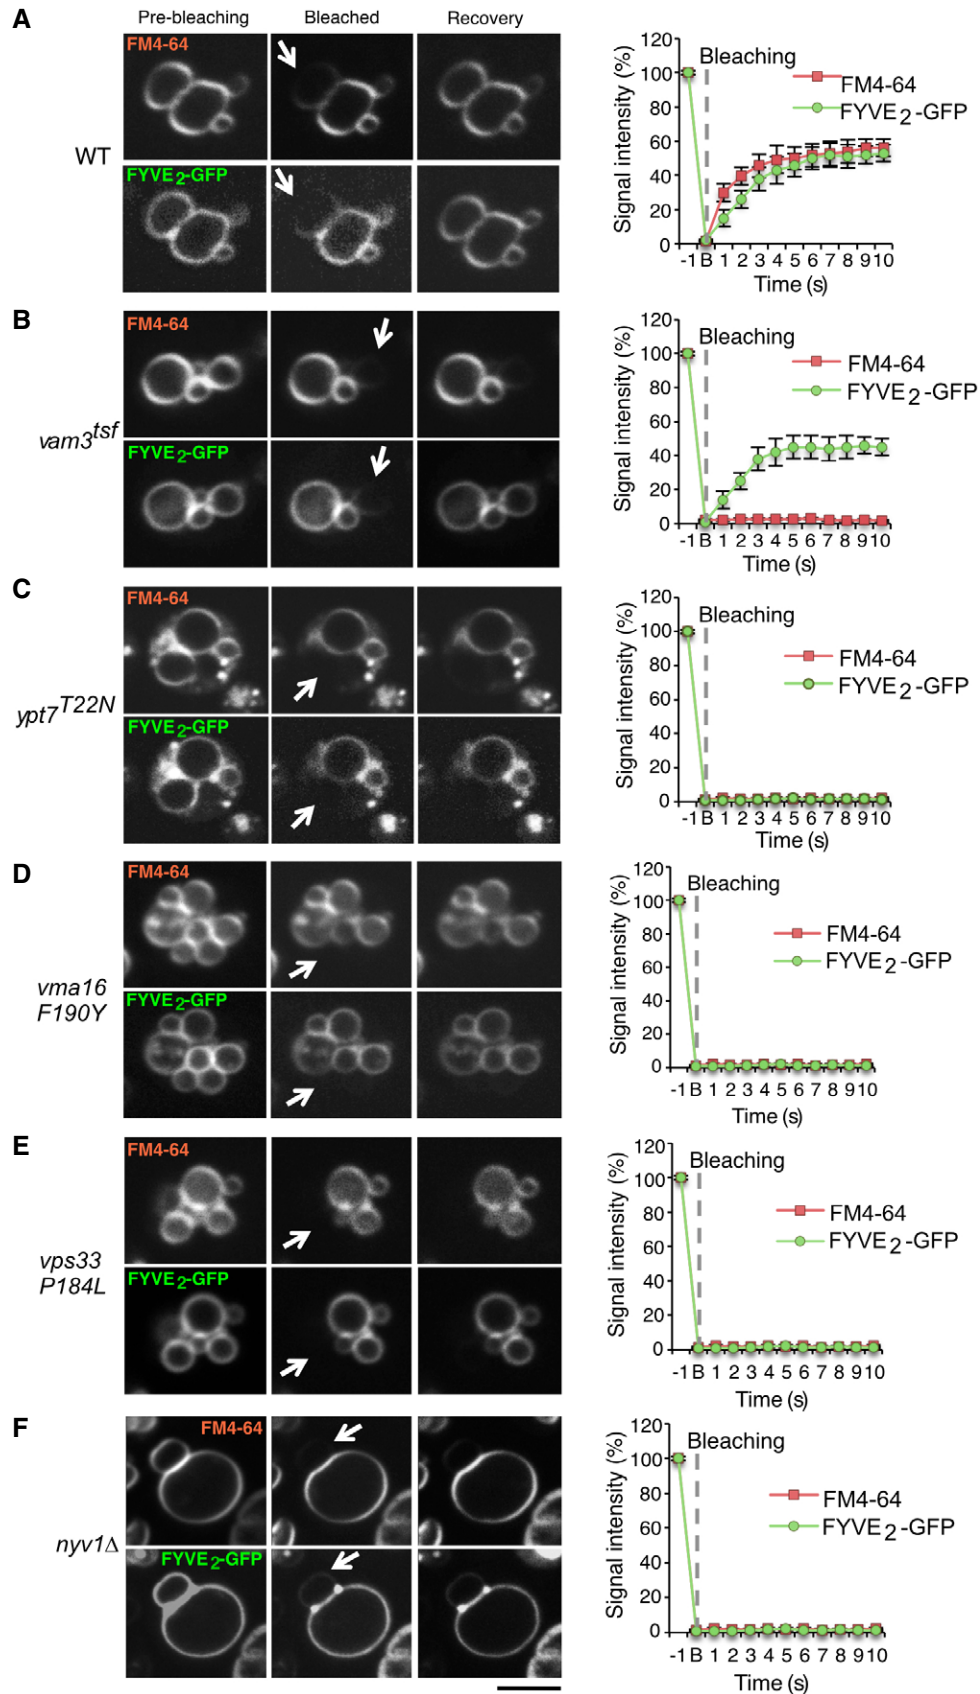 A
Pre-bleaching Bleached Recovery
FM4-64
WT
FYVE2-GFP
Signal intensity (%)
120
100
80
60
40
20
0
Bleaching
FM4-64
FYVE2-GFP
-1 B 1 2 3 4 5 6 7 8 9 10
Time (s)
B
FM4-64
vam3tsf
FYVE2-GFP
Signal intensity (%)
120
100
80
60
40
20
0
Bleaching
FM4-64
FYVE2-GFP
-1 B 1 2 3 4 5 6 7 8 9 10
Time (s)
C
FM4-64
ypt7T22N
FYVE2-GFP
Signal intensity (%)
120
100
80
60
40
20
0
Bleaching
FM4-64
FYVE2-GFP
-1 B 1 2 3 4 5 6 7 8 9 10
Time (s)
D
FM4-64
vma16
F190Y
FYVE2-GFP
Signal intensity (%)
120
100
80
60
40
20
0
Bleaching
FM4-64
FYVE2-GFP
-1 B 1 2 3 4 5 6 7 8 9 10
Time (s)
E
FM4-64
vps33
P184L
FYVE2-GFP
Signal intensity (%)
120
100
80
60
40
20
0
Bleaching
FM4-64
FYVE2-GFP
-1 B 1 2 3 4 5 6 7 8 9 10
Time (s)
F
FM4-64
nyv1Δ
FYVE2-GFP
Signal intensity (%)
120
100
80
60
40
20
0
Bleaching
FM4-64
FYVE2-GFP
-1 B 1 2 3 4 5 6 7 8 9 10
Time (s)